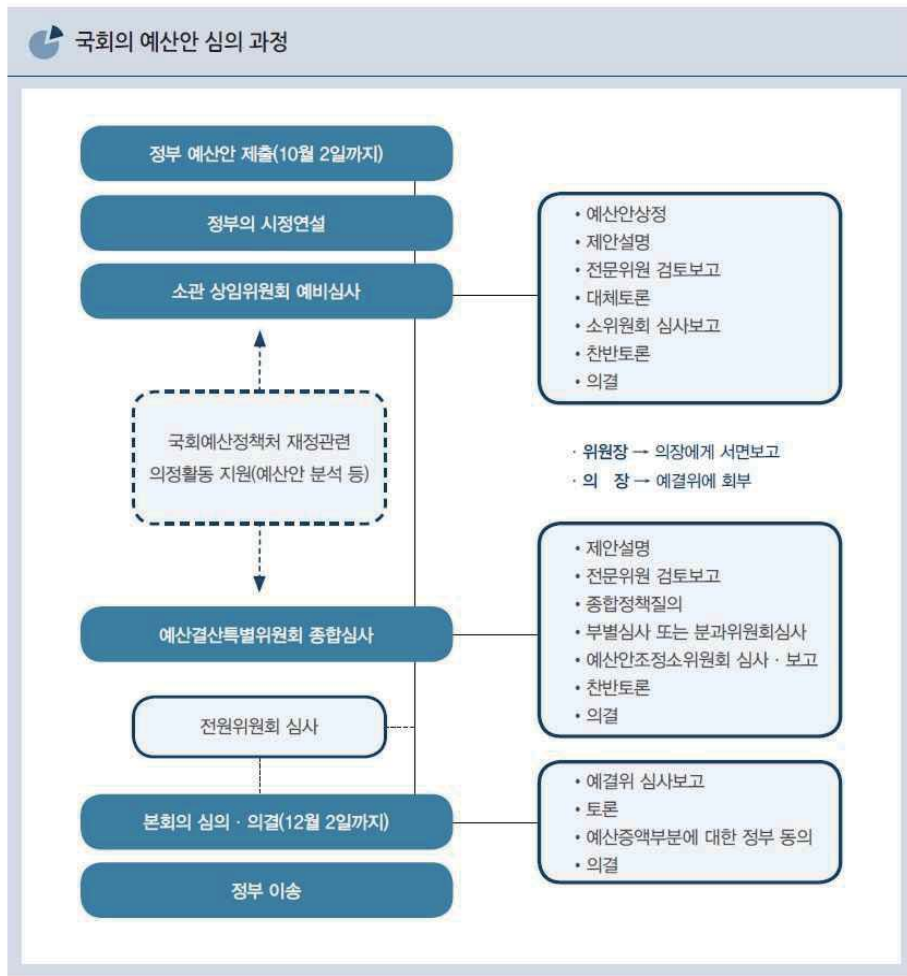 국회의 예산안 심의 과정
정부 예산안 제출(10월 2일까지)
정부의 시정연설
소관 상임위원회 예비심사
• 예산안상정
• 제안설명
• 전문위원 검토보고
• 대체토론
• 소위원회 심사보고
• 찬반토론
• 의결
국회예산정책처 재정관련
의정활동 지원(예산안 분석 등)
· 위원장 → 의장에게 서면보고
· 의 장 → 예결위에 회부
예산결산특별위원회 종합심사
• 제안설명
• 전문위원 검토보고
• 종합정책질의
• 부별심사 또는 분과위원회심사
• 예산안조정소위원회 심사 · 보고
• 찬반토론
• 의결
전원위원회 심사
본회의 심의 · 의결(12월 2일까지)
• 예결위 심사보고
• 토론
• 예산증액부분에 대한 정부 동의
• 의결
정부 이송